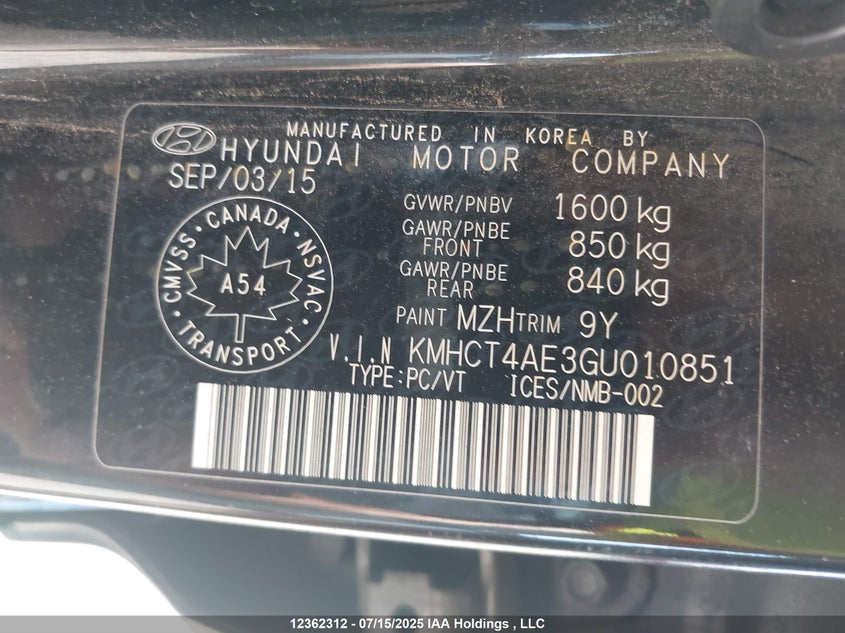 MANUFACTURED IN KOREA BY
HYUNDAI MOTOR COMPANY
SEP/03/15
GVWR/PNBV 1600 kg
GAWR/PNBE FRONT 850 kg
GAWR/PNBE REAR 840 kg
CMVSS · CANADA · NSVAC · TRANSPORT ·
A54
PAINT MZH TRIM 9Y
V.I.N KMHCT4AE3GU010851
TYPE:PC/VT ICES/NMB-002
12362312 - 07/15/2025 IAA Holdings , LLC